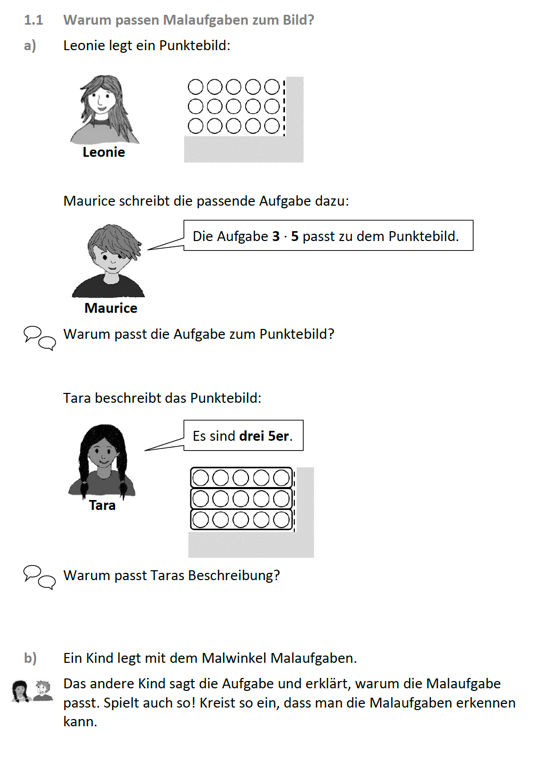 1.1 Warum passen Malaufgaben zum Bild?
a) Leonie legt ein Punktebild:
Leonie
Maurice schreibt die passende Aufgabe dazu:
Die Aufgabe 3 · 5 passt zu dem Punktebild.
Maurice
Warum passt die Aufgabe zum Punktebild?
Tara beschreibt das Punktebild:
Es sind drei 5er.
Tara
Warum passt Taras Beschreibung?
b) Ein Kind legt mit dem Malwinkel Malaufgaben.
Das andere Kind sagt die Aufgabe und erklärt, warum die Malaufgabe
passt. Spielt auch so! Kreist so ein, dass man die Malaufgaben erkennen
kann.